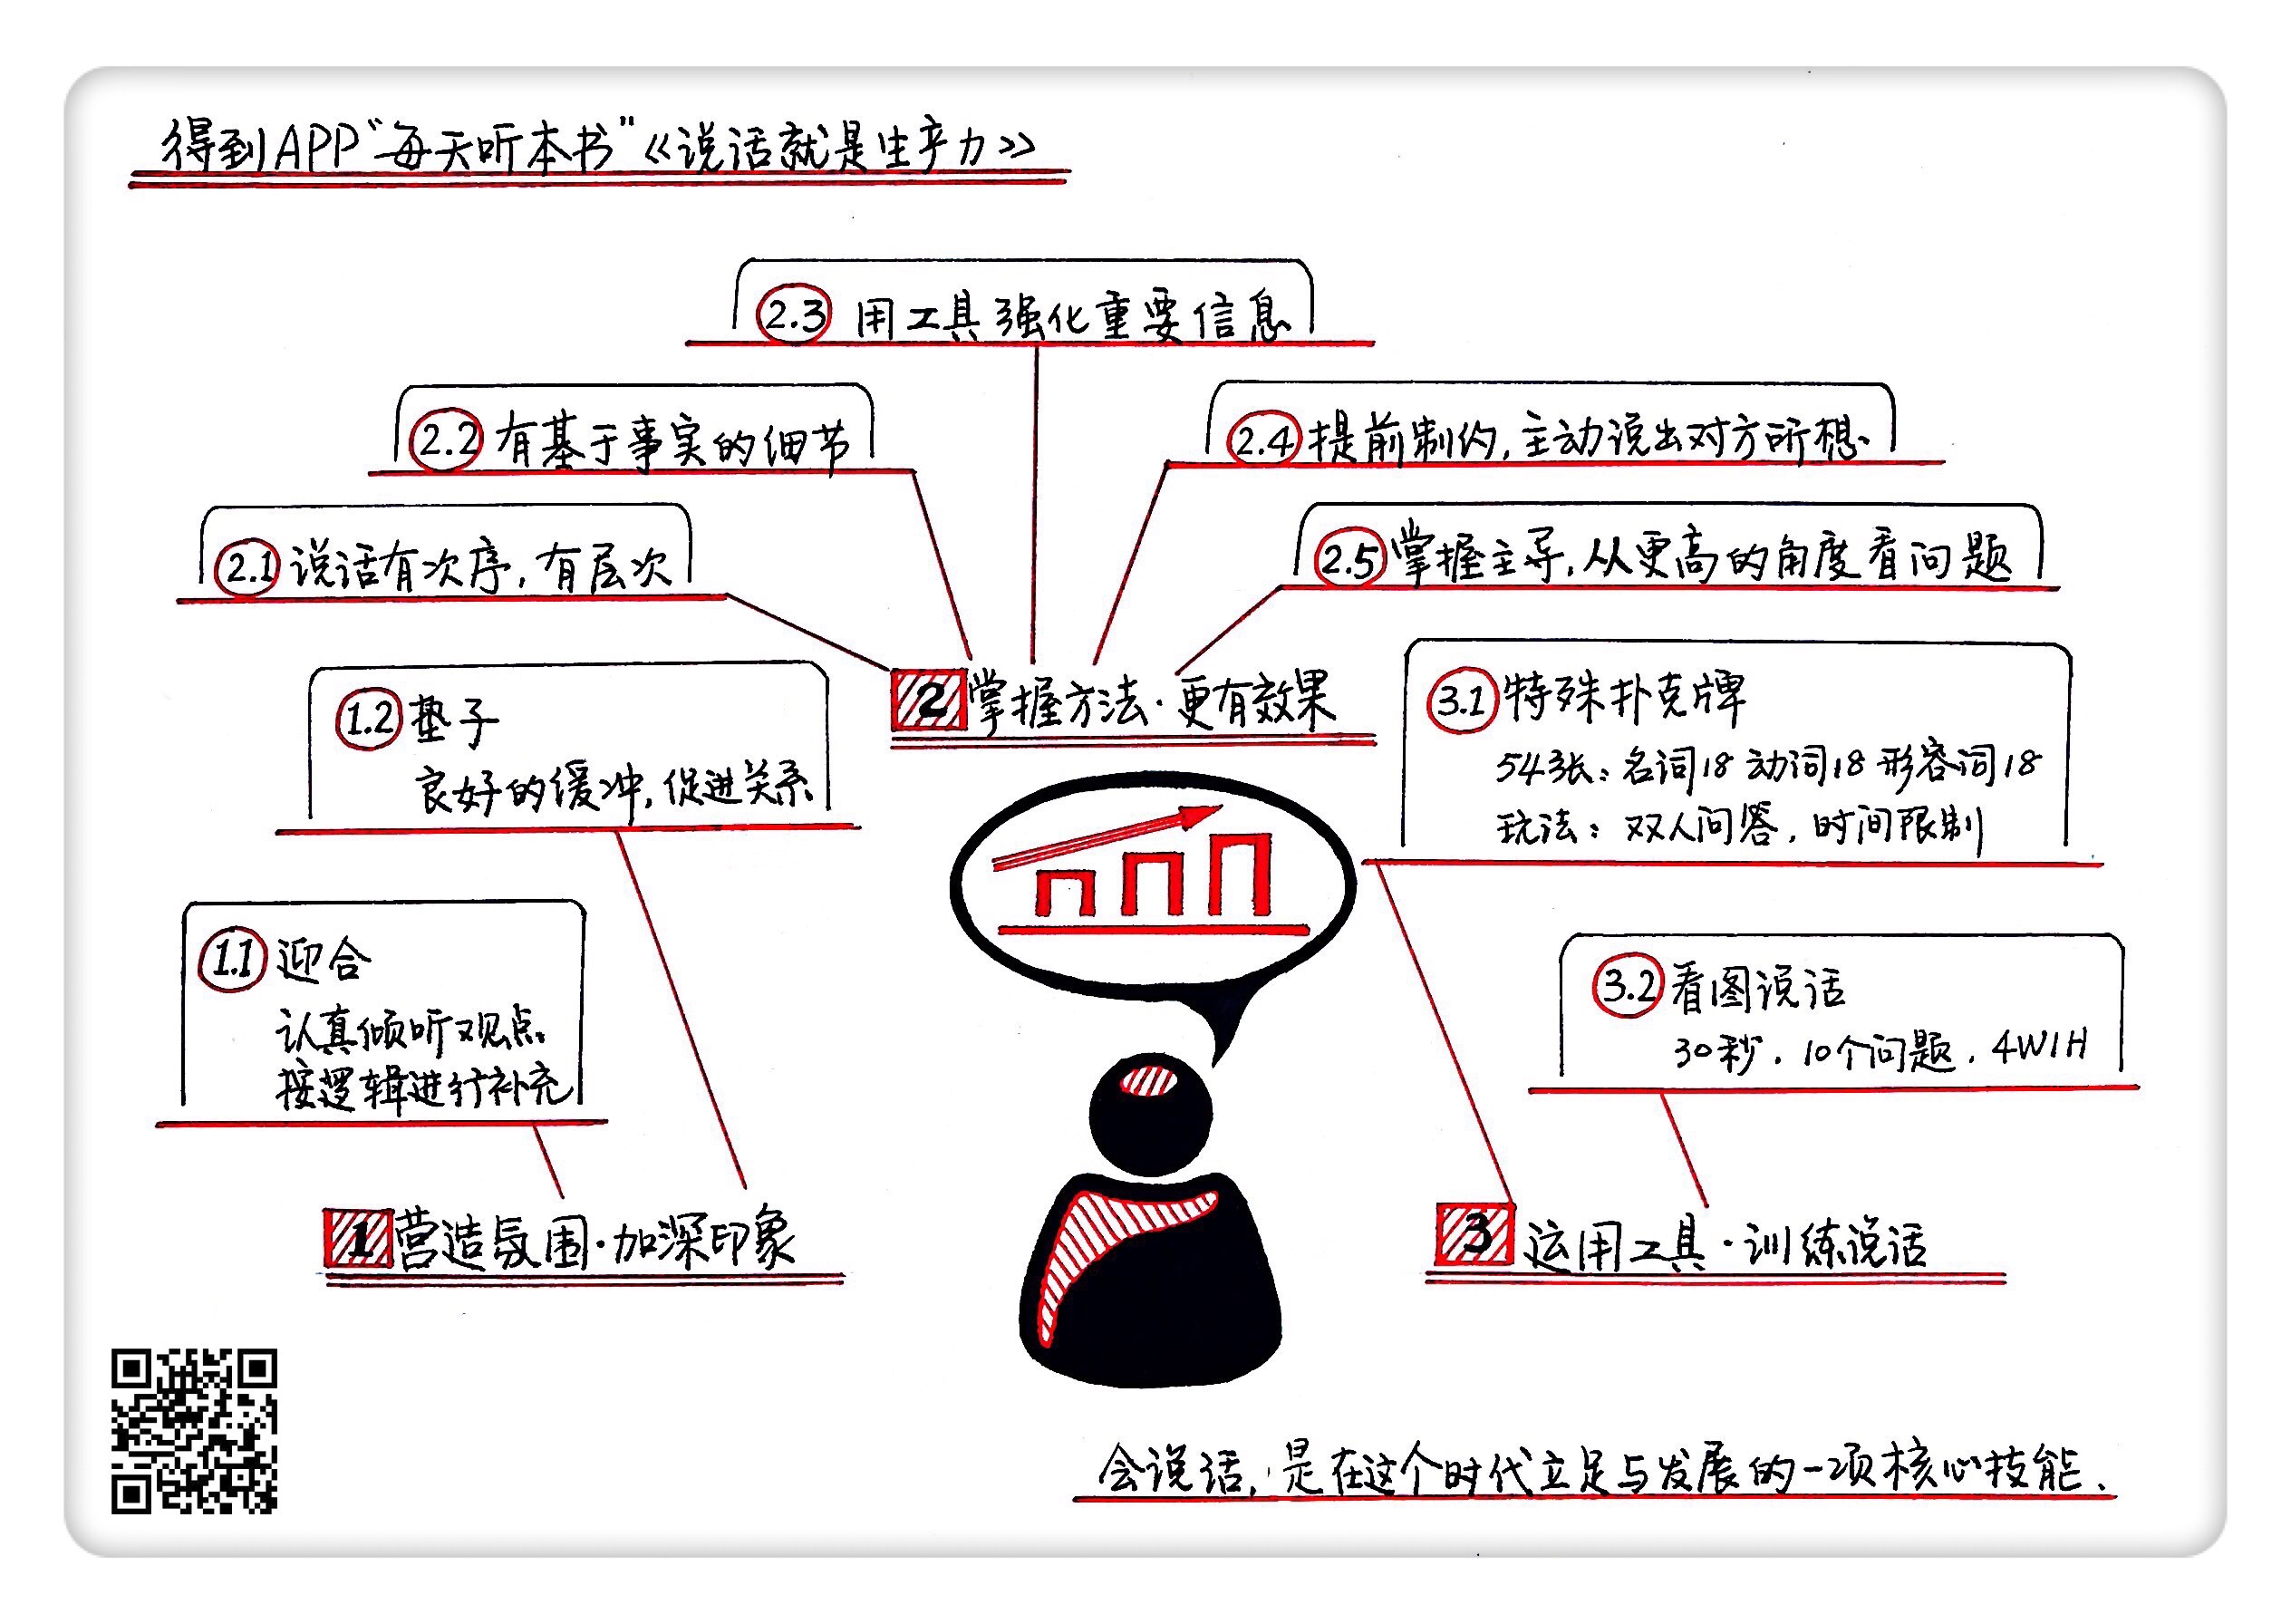 得到APP“每天听本书”《说话就是生产力》
2.3 用工具强化重要信息
2.2 有基于事实的细节
2.4 提前制约,主动说出对方所想.
2.1 说话有次序,有层次
2.5 掌握主导,从更高的角度看问题
1.2 垫子
良好的缓冲,促进关系
2 掌握方法·更有效果
3.1 特殊扑克牌
54张:名词18 动词18 形容词18
玩法:双人问答,时间限制
1.1 迎合
认真倾听观点.
按逻辑进行补充
3.2 看图说话
30秒.10个问题.4W1H
1 营造氛围·加深印象
3 运用工具·训练说话
会说话,是在这个时代立足与发展的一项核心技能.